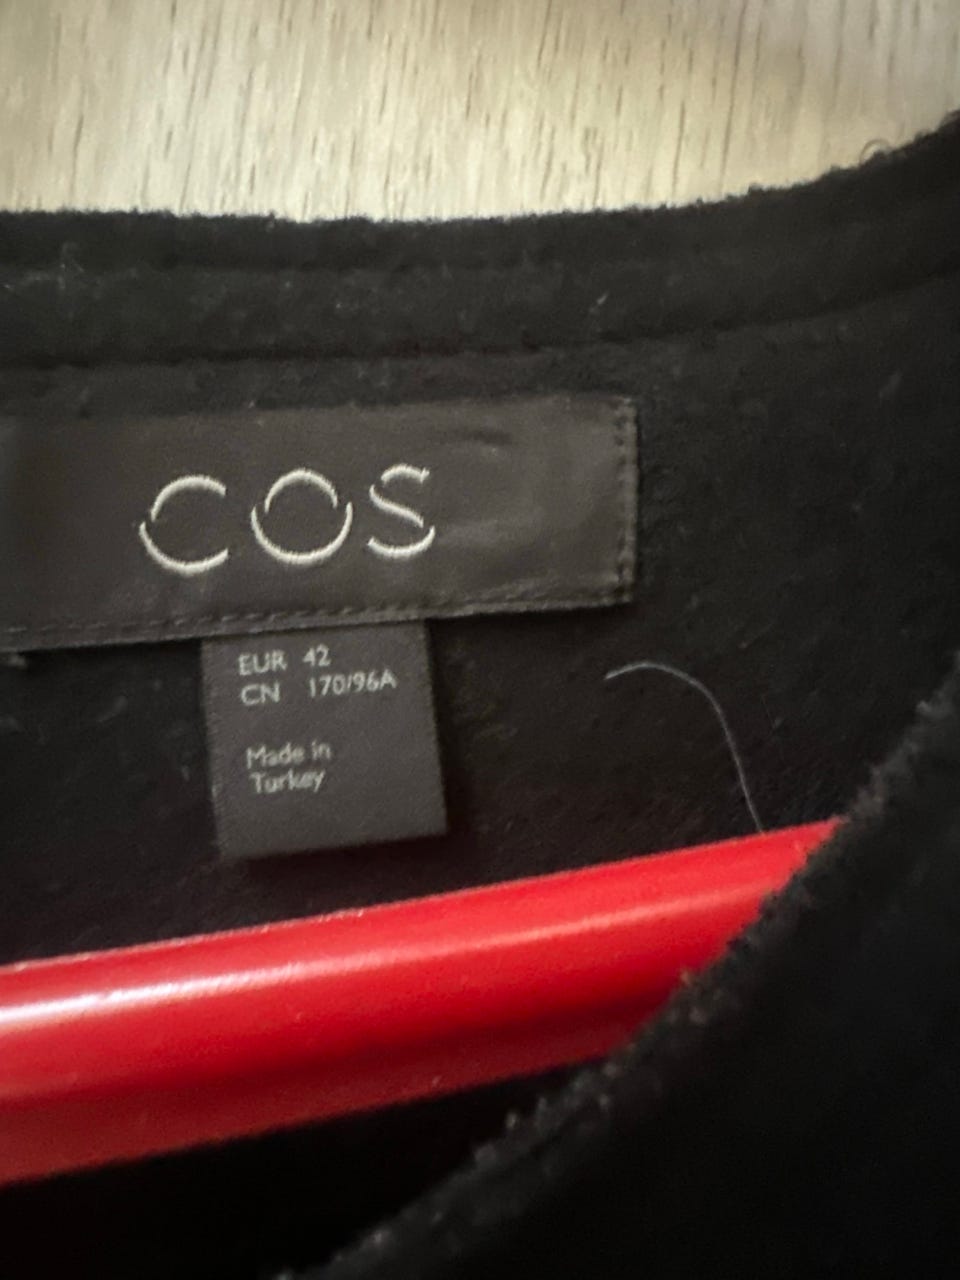 COS
EUR 42
CN 170/96A
Made in
Turkey